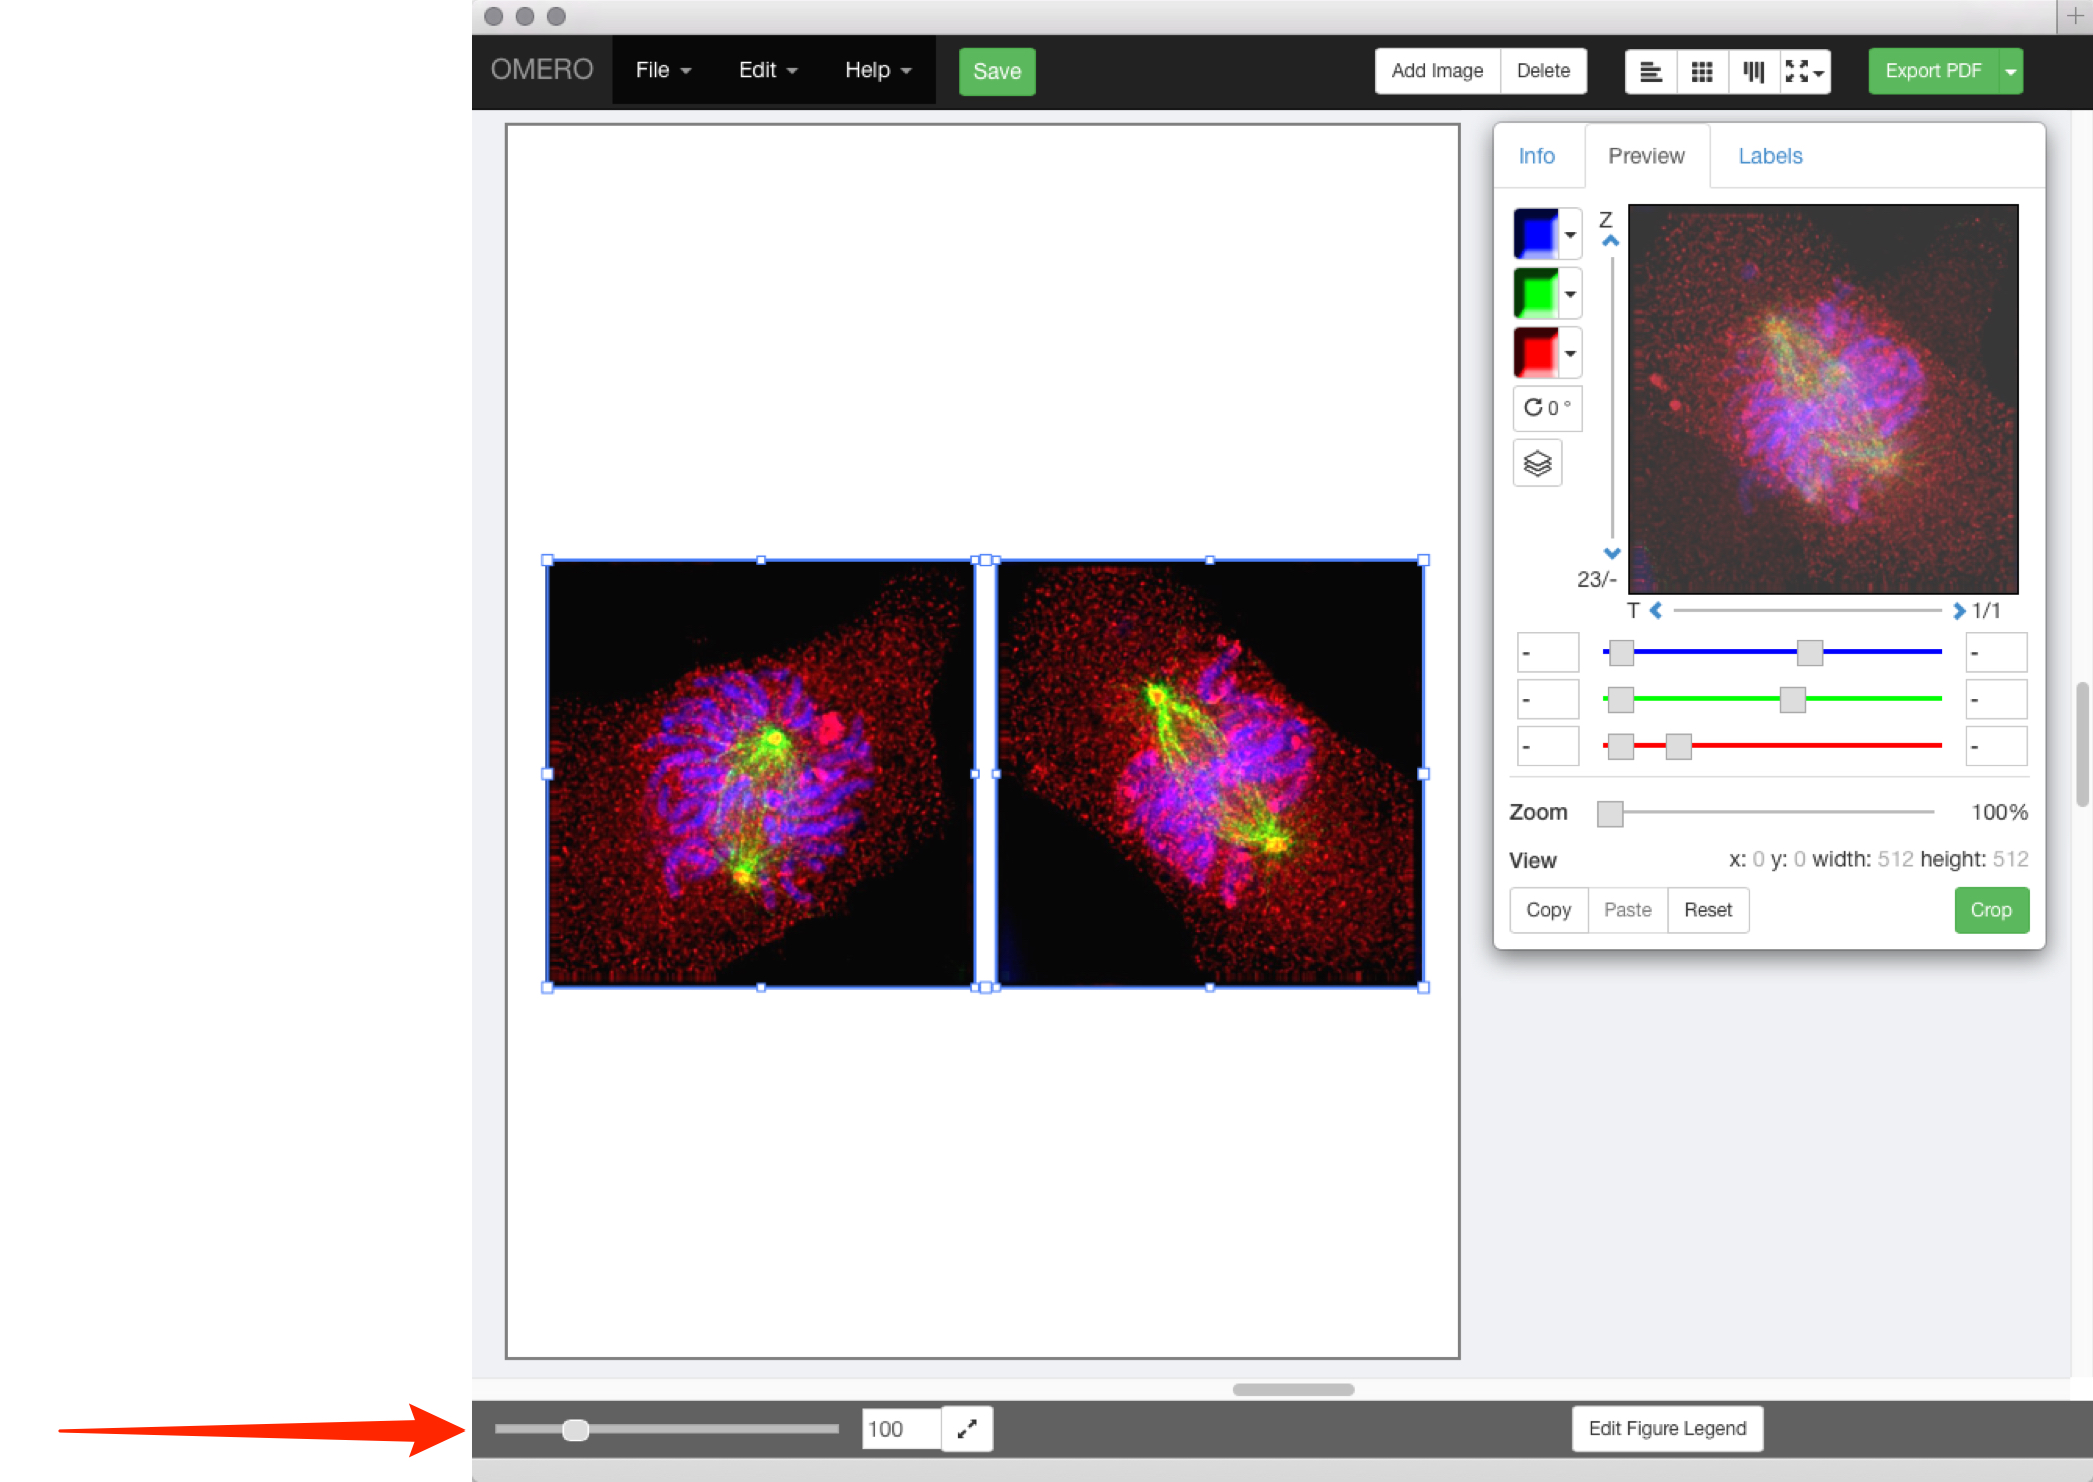 OMERO File Edit Help Save Add Image Delete Export PDF
Info Preview Labels
Z
0 °
23/-
T 1/1
- -
- -
- -
Zoom 100%
View x: 0 y: 0 width: 512 height: 512
Copy Paste Reset Crop
100 Edit Figure Legend